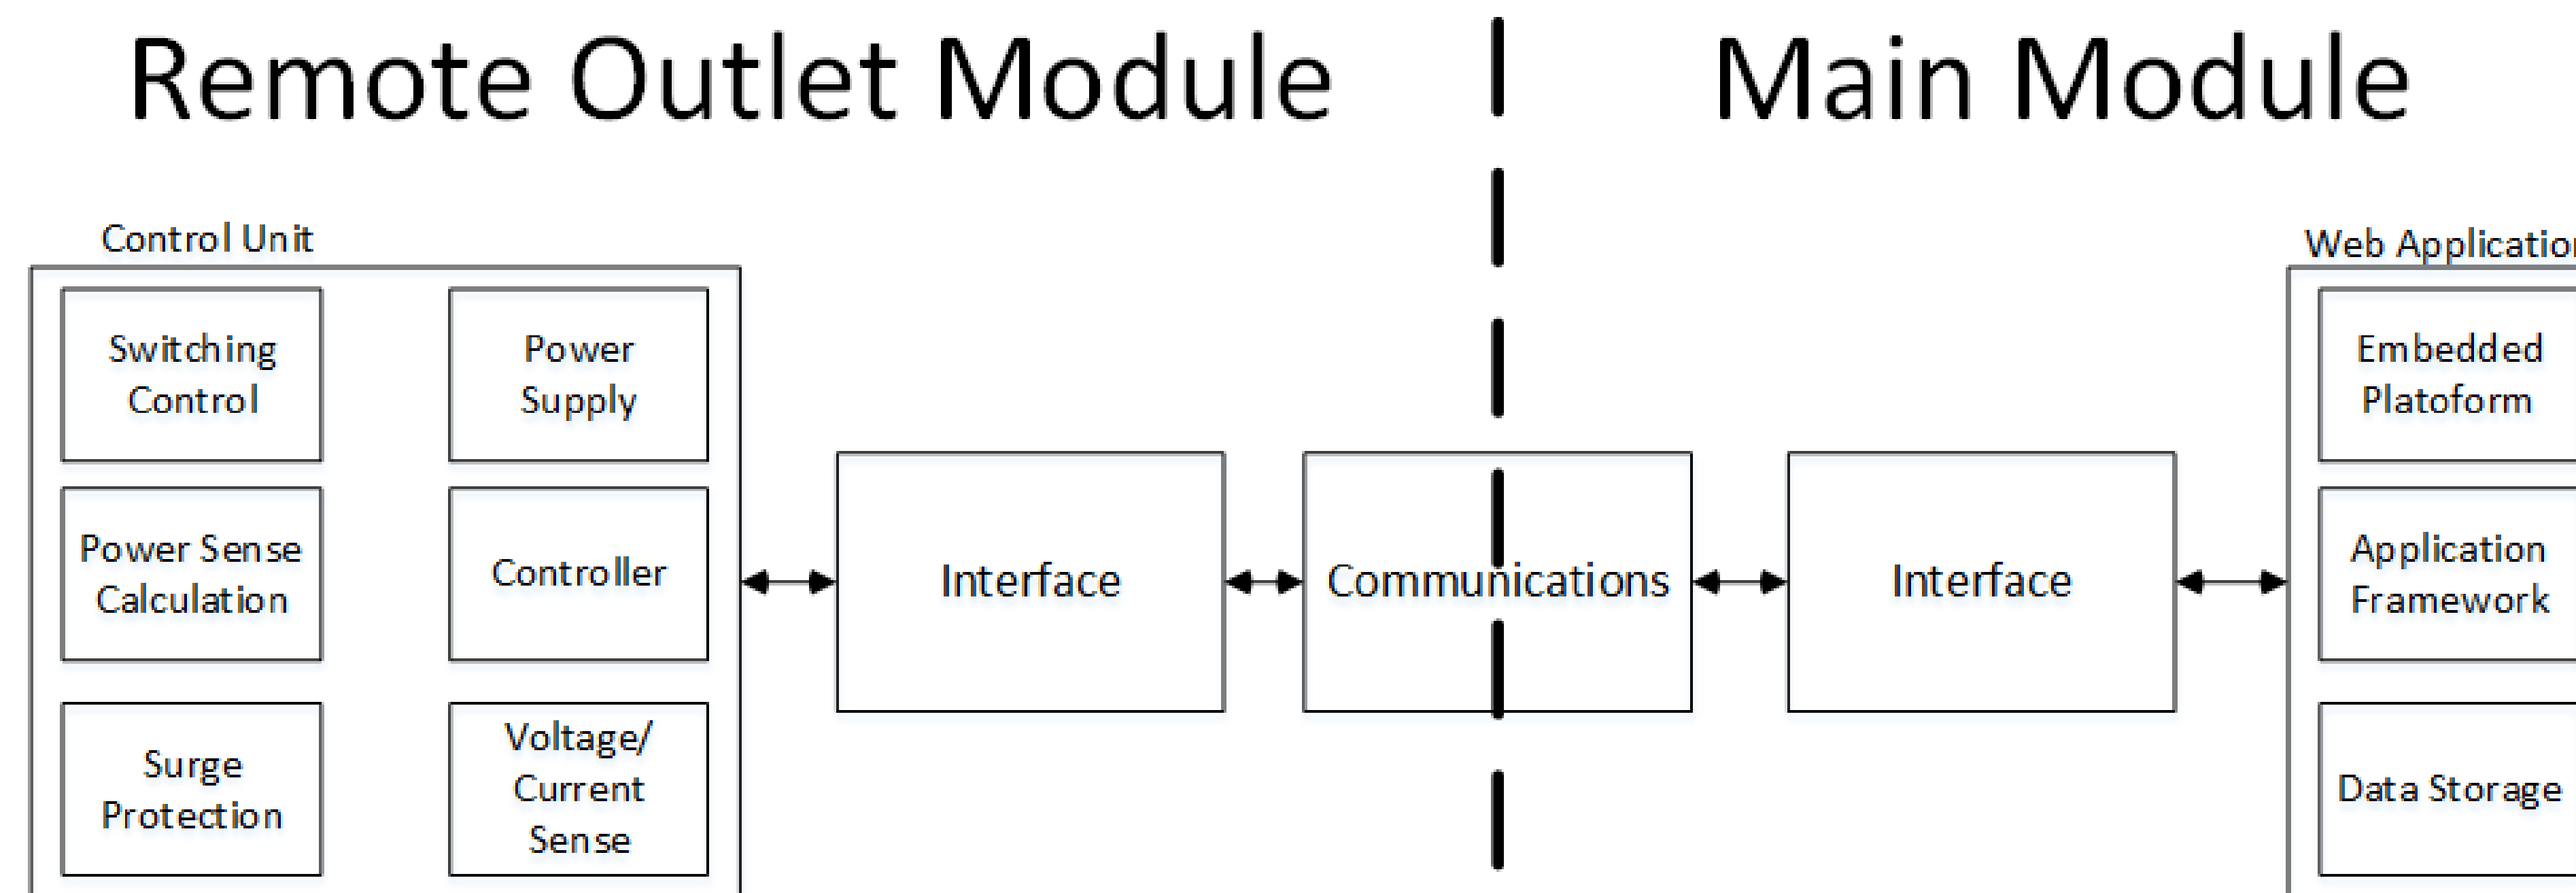 Remote Outlet Module
Main Module
Control Unit
Switching
Control
Power
Supply
Power Sense
Calculation
Controller
Surge
Protection
Voltage/
Current
Sense
Interface
Communications
Interface
Web Application
Embedded
Platoform
Application
Framework
Data Storage